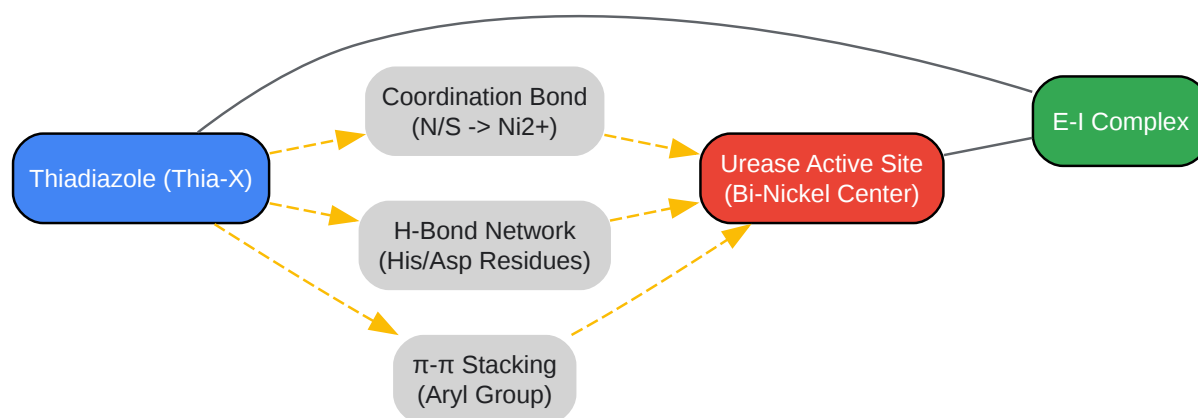 Thiadiazole (Thia-X)
Coordination Bond
(N/S -> Ni2+)
H-Bond Network
(His/Asp Residues)
π-π Stacking
(Aryl Group)
Urease Active Site
(Bi-Nickel Center)
E-I Complex